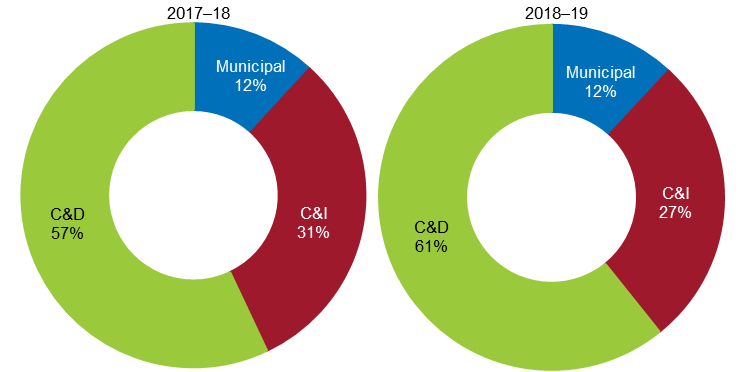 2017–18
Municipal
12%
C&I
31%
C&D
57%
2018–19
Municipal
12%
C&I
27%
C&D
61%